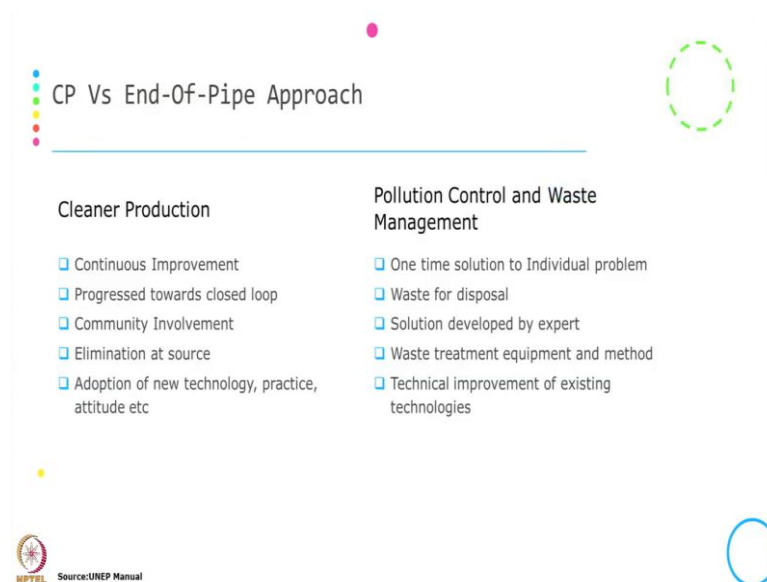 CP Vs End-Of-Pipe Approach
Cleaner Production
Continuous Improvement
Progressed towards closed loop
Community Involvement
Elimination at source
Adoption of new technology, practice,
attitude etc
Pollution Control and Waste
Management
One time solution to Individual problem
Waste for disposal
Solution developed by expert
Waste treatment equipment and method
Technical improvement of existing
technologies
NPTEL
Source:UNEP Manual